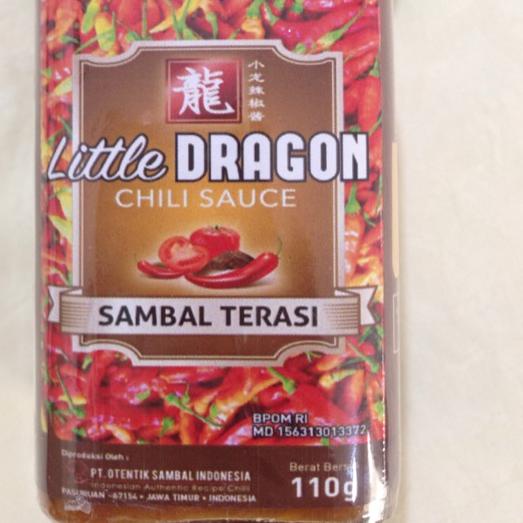 龍
小龙辣椒酱
Little DRAGON
CHILI SAUCE
SAMBAL TERASI
BPOM RI
MD 156313013372
Diproduksi Oleh :
PT. OTENTIK SAMBAL INDONESIA
Indonesian Authentic Recipe Chili
PASURUAN - 67154 • JAWA TIMUR • INDONESIA
Berat Bersih
110g